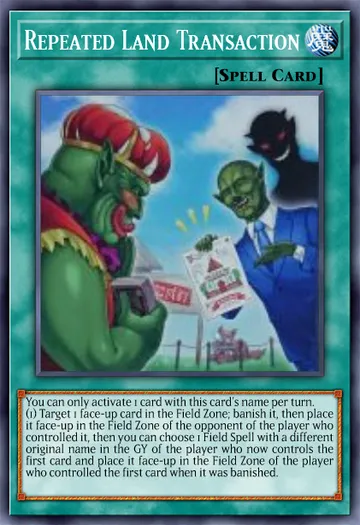 Repeated Land Transaction
魔
[Spell Card]
You can only activate 1 card with this card's name per turn.
(1) Target 1 face-up card in the Field Zone; banish it, then place
it face-up in the Field Zone of the opponent of the player who
controlled it, then you can choose 1 Field Spell with a different
original name in the GY of the player who now controls the
first card and place it face-up in the Field Zone of the player
who controlled the first card when it was banished.